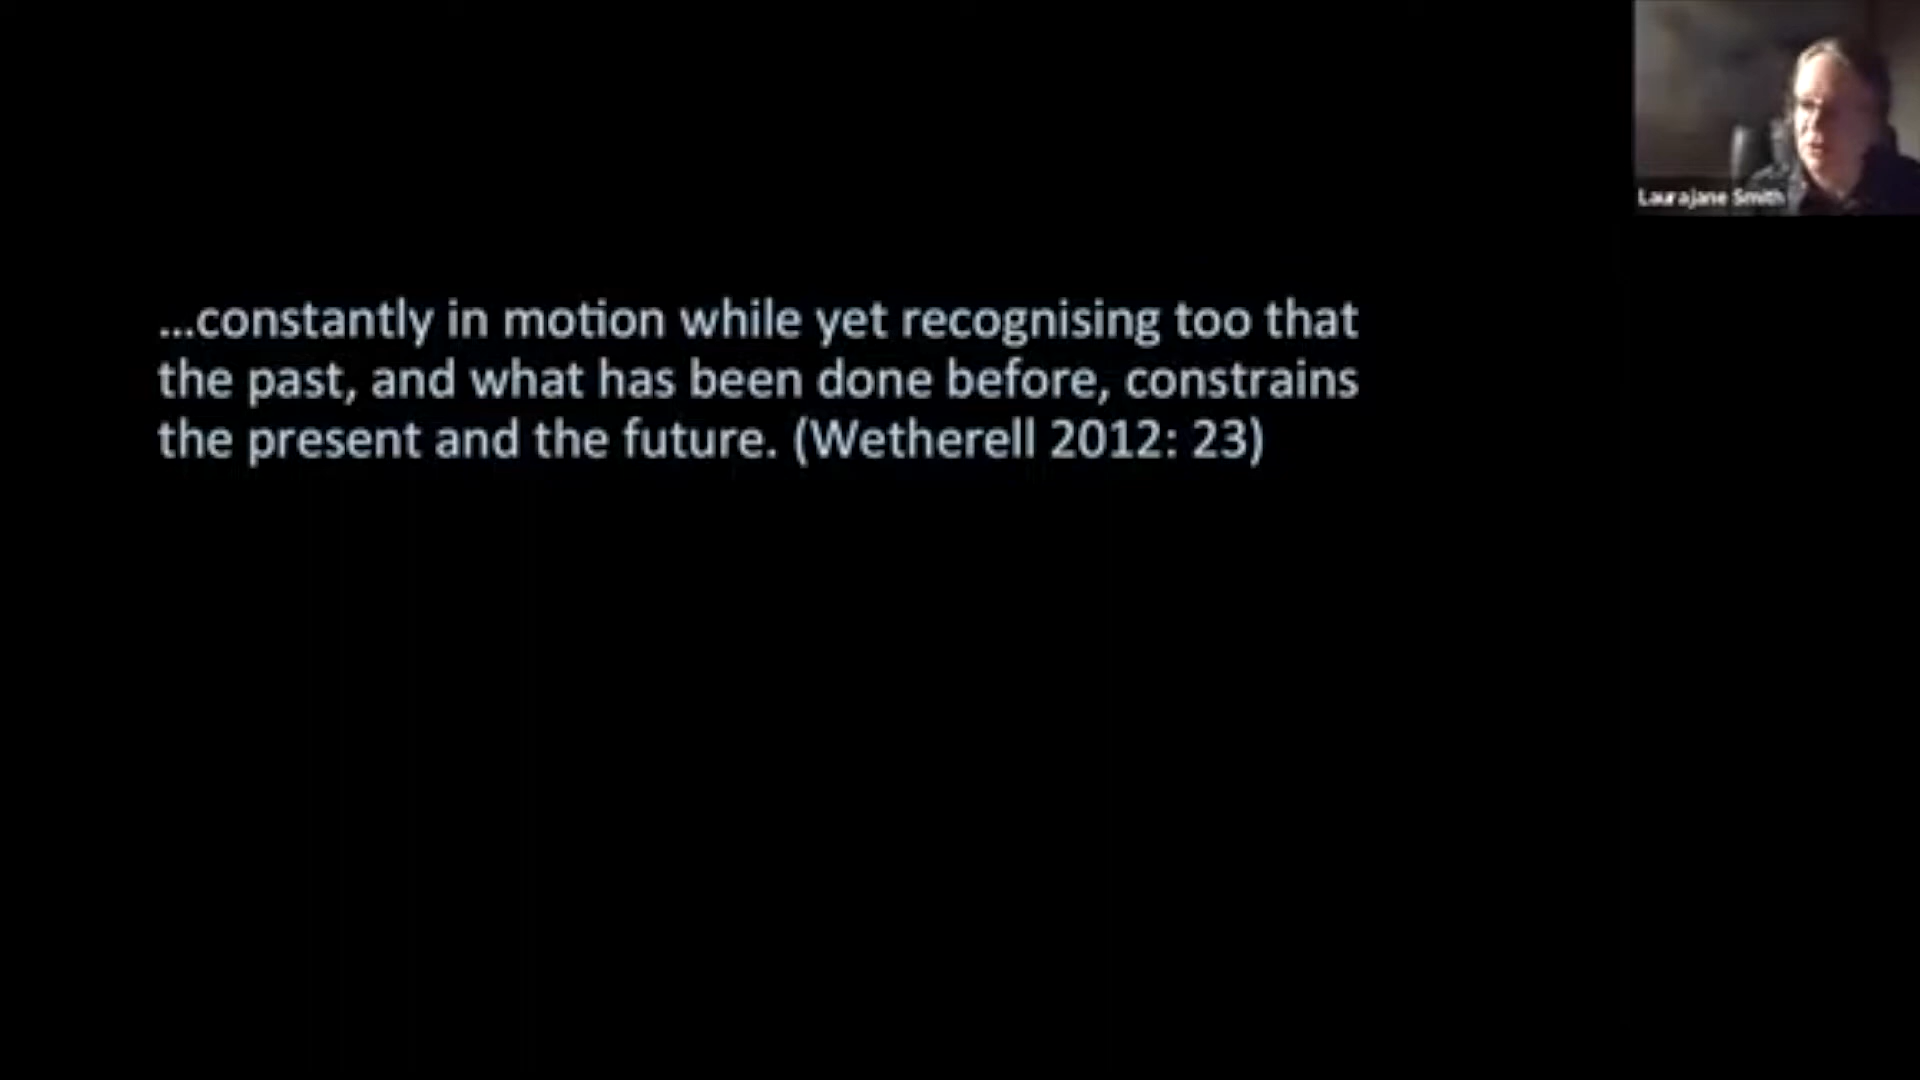 Laurajane Smith
...constantly in motion while yet recognising too that
the past, and what has been done before, constrains
the present and the future. (Wetherell 2012: 23)